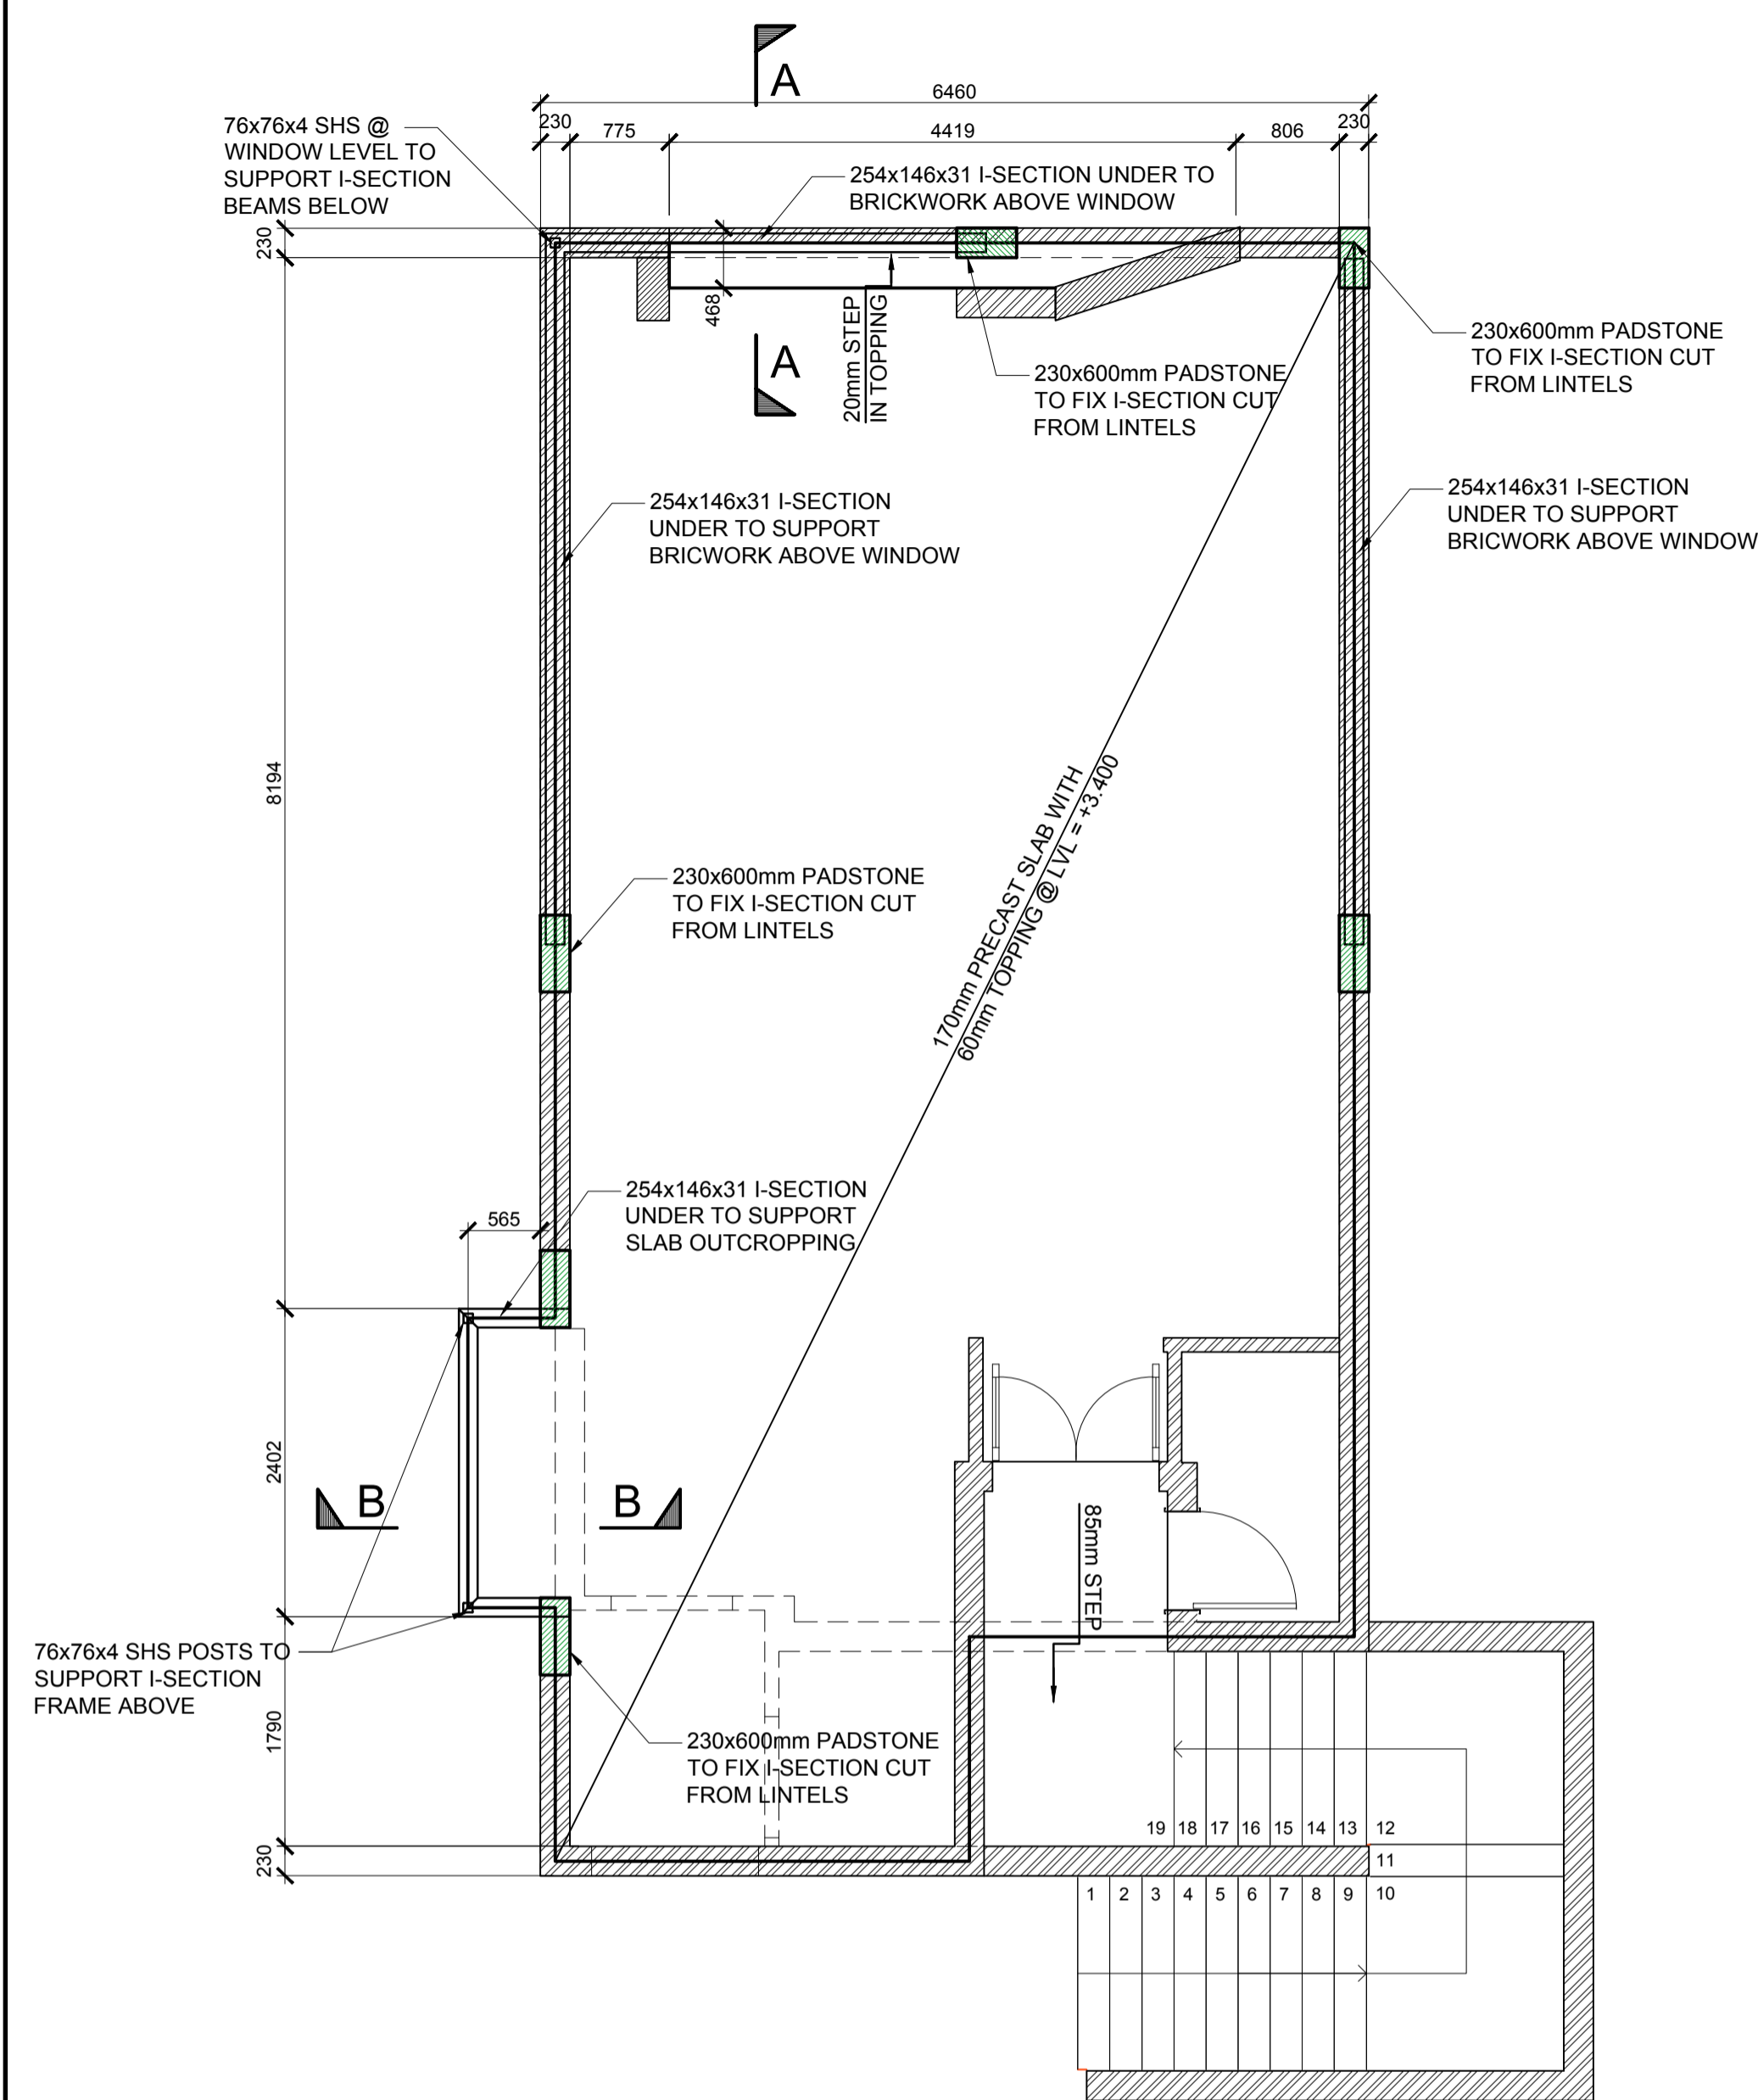 A
6460
230
775
4419
806
230
76x76x4 SHS @
WINDOW LEVEL TO
SUPPORT I-SECTION
BEAMS BELOW
254x146x31 I-SECTION UNDER TO
BRICKWORK ABOVE WINDOW
230
468
A
20mm STEP
IN TOPPING
230x600mm PADSTONE
TO FIX I-SECTION CUT
FROM LINTELS
230x600mm PADSTONE
TO FIX I-SECTION CUT
FROM LINTELS
254x146x31 I-SECTION
UNDER TO SUPPORT
BRICWORK ABOVE WINDOW
254x146x31 I-SECTION
UNDER TO SUPPORT
BRICWORK ABOVE WINDOW
8194
170mm PRECAST SLAB WITH
60mm TOPPING @ LVL = +3.400
230x600mm PADSTONE
TO FIX I-SECTION CUT
FROM LINTELS
254x146x31 I-SECTION
UNDER TO SUPPORT
SLAB OUTCROPPING
565
2402
B
B
85mm STEP
76x76x4 SHS POSTS TO
SUPPORT I-SECTION
FRAME ABOVE
1790
230x600mm PADSTONE
TO FIX I-SECTION CUT
FROM LINTELS
230
19 18 17 16 15 14 13 12
11
1 2 3 4 5 6 7 8 9 10